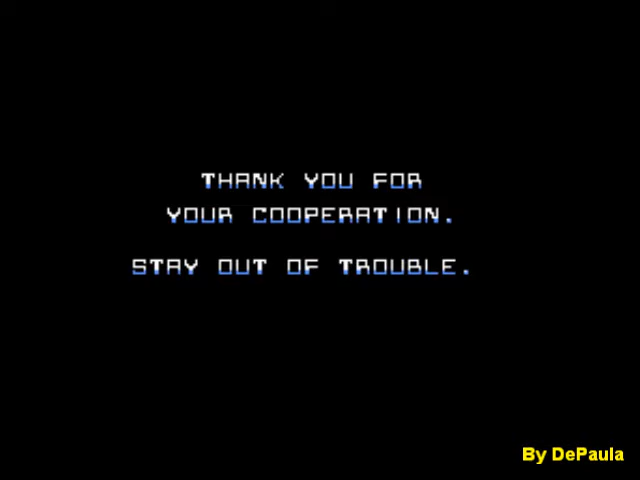 THANK YOU FOR
YOUR COOPERATION.
STAY OUT OF TROUBLE.
By DePaula